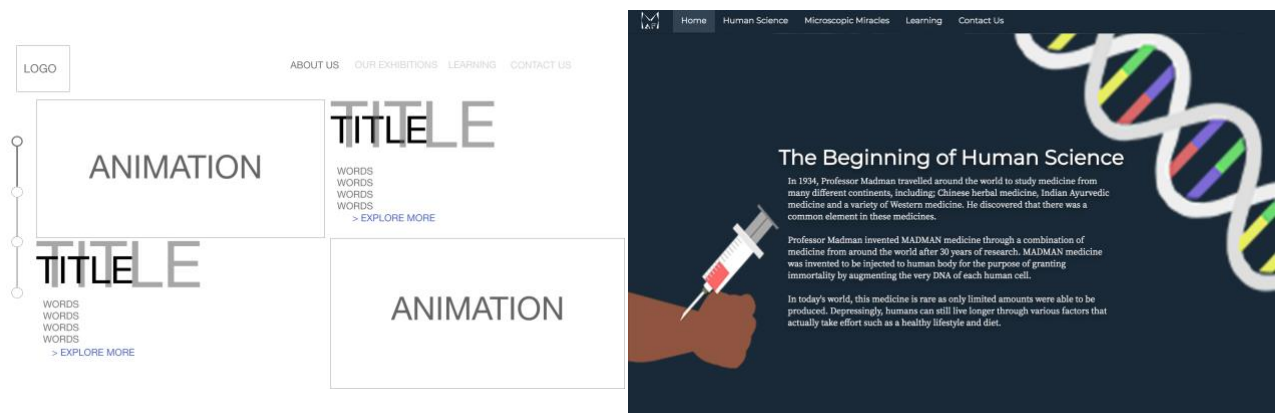 LOGO
ABOUT US OUR EXHIBITIONS LEARNING CONTACT US
ANIMATION
TITLE TITLE
WORDS
WORDS
WORDS
WORDS
> EXPLORE MORE
TITLE TITLE
WORDS
WORDS
WORDS
WORDS
> EXPLORE MORE
ANIMATION
Home Human Science Microscopic Miracles Learning Contact Us
The Beginning of Human Science
In 1934, Professor Madman travelled around the world to study medicine from
many different continents, including; Chinese herbal medicine, Indian Ayurvedic
medicine and a variety of Western medicine. He discovered that there was a
common element in these medicines.
Professor Madman invented MADMAN medicine through a combination of
medicine from around the world after 30 years of research. MADMAN medicine
was invented to be injected to human body for the purpose of granting
immortality by augmenting the very DNA of each human cell.
In today's world, this medicine is rare as only limited amounts were able to be
produced. Depressingly, humans can still live longer through various factors that
actually take effort such as a healthy lifestyle and diet.